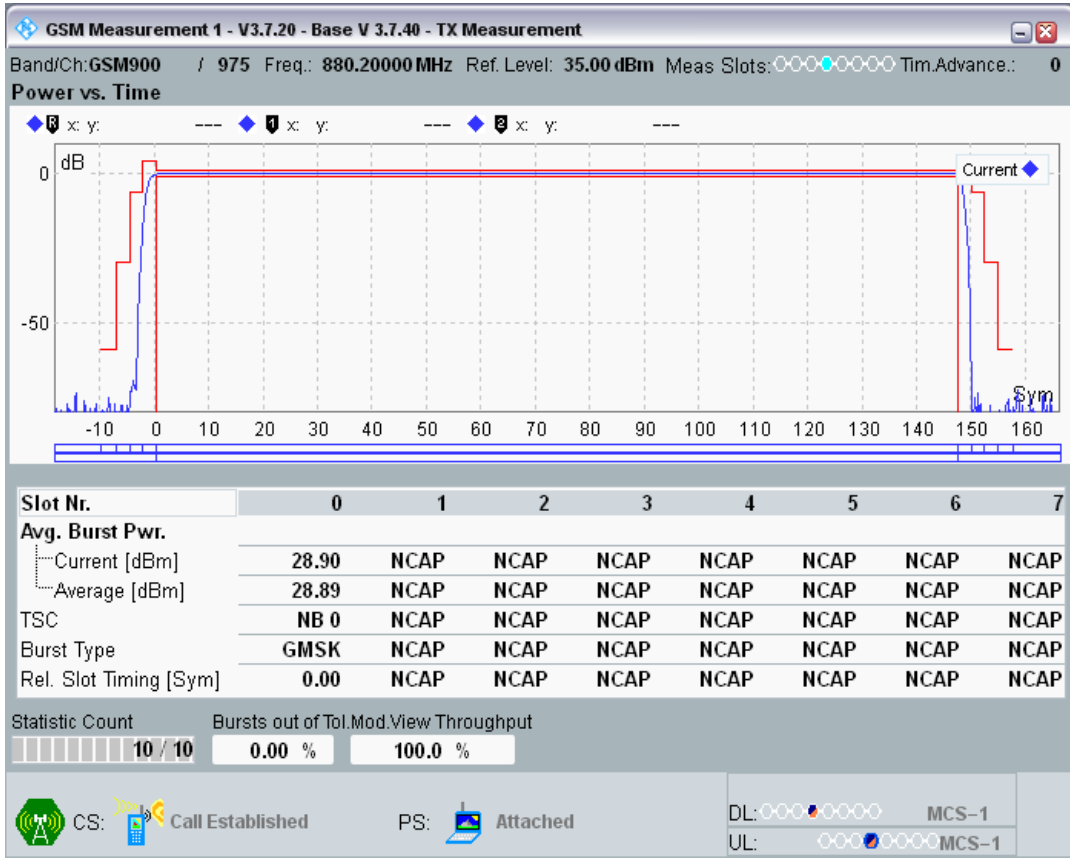 GSM Measurement 1 - V3.7.20 - Base V 3.7.40 - TX Measurement
Band/Ch:GSM900 / 975 Freq.: 880.20000 MHz Ref. Level: 35.00 dBm Meas Slots: Tim.Advance.: 0
Power vs. Time
R x: y: --- 1 x: y: --- 2 x: y: ---
dB
Current
0
-50
Sym
-10 0 10 20 30 40 50 60 70 80 90 100 110 120 130 140 150 160
Slot Nr. 0 1 2 3 4 5 6 7
Avg. Burst Pwr.
Current [dBm] 28.90 NCAP NCAP NCAP NCAP NCAP NCAP NCAP
Average [dBm] 28.89 NCAP NCAP NCAP NCAP NCAP NCAP NCAP
TSC NB 0 NCAP NCAP NCAP NCAP NCAP NCAP NCAP
Burst Type GMSK NCAP NCAP NCAP NCAP NCAP NCAP NCAP
Rel. Slot Timing [Sym] 0.00 NCAP NCAP NCAP NCAP NCAP NCAP NCAP
Statistic Count Bursts out of Tol.Mod.View Throughput
10 / 10 0.00 % 100.0 %
CS: Call Established PS: Attached
DL: MCS-1
UL: MCS-1